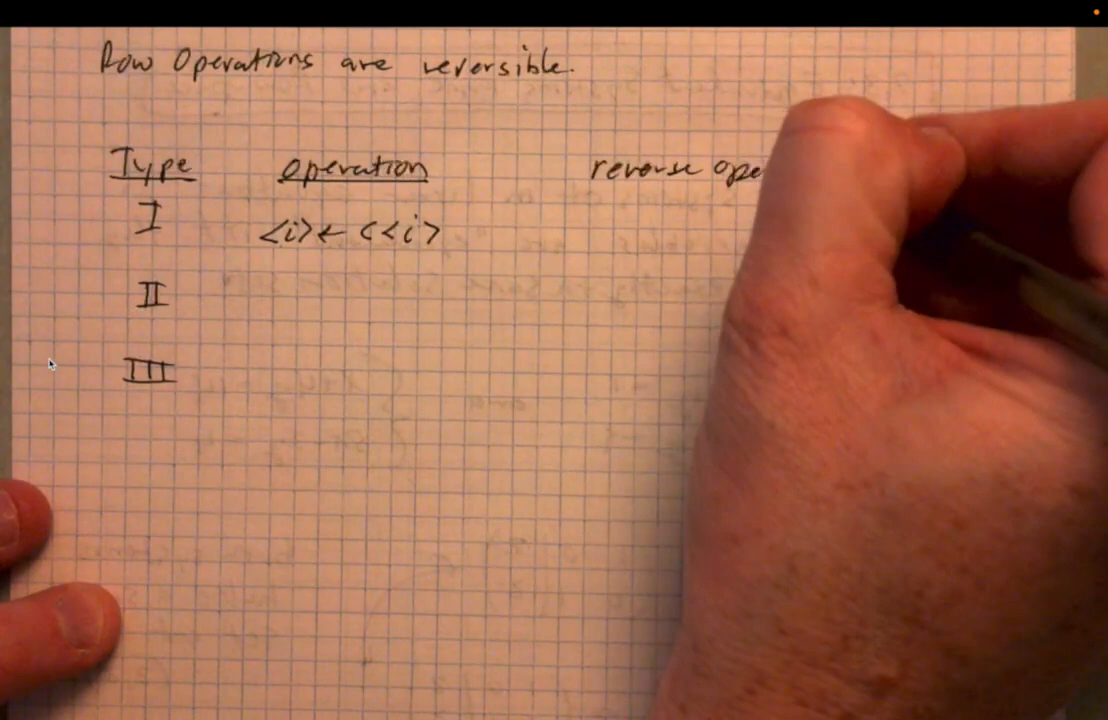 Row Operations are reversible.
Type operation reverse ope
I <i> ← c<i>
II
III